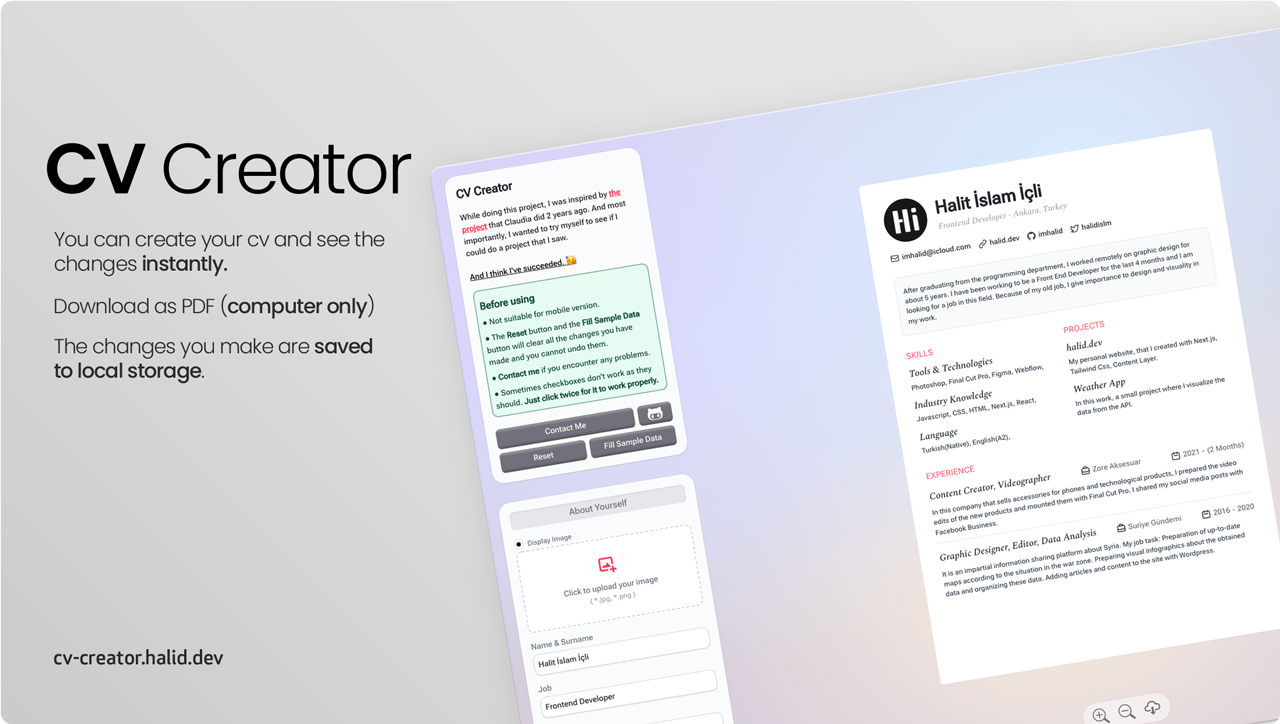 CV Creator
You can create your cv and see the
changes instantly.
Download as PDF (computer only)
The changes you make are saved
to local storage.
cv-creator.halid.dev
CV Creator
While doing this project, I was inspired by the
project that Claudia did 2 years ago. And most
importantly, I wanted to try myself to see if I
could do a project that I saw.
And I think I've succeeded. 🥳
Before using
• Not suitable for mobile version.
• The Reset button and the Fill Sample Data
button will clear all the changes you have
made and you cannot undo them.
• Contact me if you encounter any problems.
• Sometimes checkboxes don't work as they
should. Just click twice for it to work properly.
Contact Me
Reset
Fill Sample Data
About Yourself
Display Image
Click to upload your image
( *.jpg, *.png )
Name & Surname
Halit İslam İçli
Job
Frontend Developer
Hi
Halit İslam İçli
Frontend Developer - Ankara, Turkey
imhalid@icloud.com halid.dev imhalid halidislm
After graduating from the programming department, I worked remotely on graphic design for
about 5 years. I have been working to be a Front End Developer for the last 4 months and I am
looking for a job in this field. Because of my old job, I give importance to design and visuality in
my work.
SKILLS
Tools & Technologies
Photoshop, Final Cut Pro, Figma, Webflow,
Industry Knowledge
Javascript, CSS, HTML, Next.js, React,
Language
Turkish(Native), English(A2),
PROJECTS
halid.dev
My personal website, that I created with Next.js,
Tailwind Css, Content Layer.
Weather App
In this work, a small project where I visualize the
data from the API.
EXPERIENCE
Content Creator, Videographer Zore Aksesuar 2021 - (2 Months)
In this company that sells accessories for phones and technological products, I prepared the video
edits of the new products and mounted them with Final Cut Pro. I shared my social media posts with
Facebook Business.
Graphic Designer, Editor, Data Analysis Suriye Gündemi 2016 - 2020
It is an impartial information sharing platform about Syria. My job task: Preparation of up-to-date
maps according to the situation in the war zone. Preparing visual infographics about the obtained
data and organizing these data. Adding articles and content to the site with Wordpress.